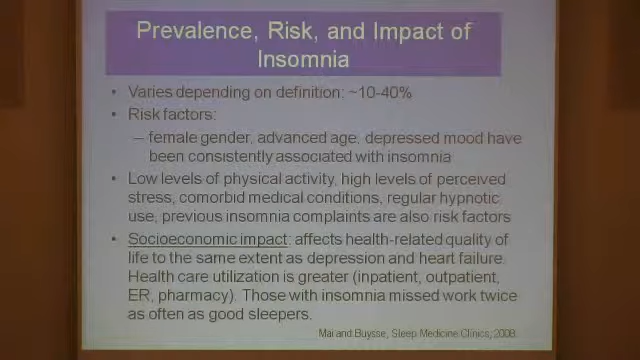 Prevalence, Risk, and Impact of
Insomnia
• Varies depending on definition: ~10-40%
• Risk factors:
– female gender, advanced age, depressed mood have
been consistently associated with insomnia
• Low levels of physical activity, high levels of perceived
stress, comorbid medical conditions, regular hypnotic
use, previous insomnia complaints are also risk factors
• Socioeconomic impact: affects health-related quality of
life to the same extent as depression and heart failure.
Health care utilization is greater (inpatient, outpatient,
ER, pharmacy). Those with insomnia missed work twice
as often as good sleepers.
Mai and Buysse, Sleep Medicine Clinics, 2008.